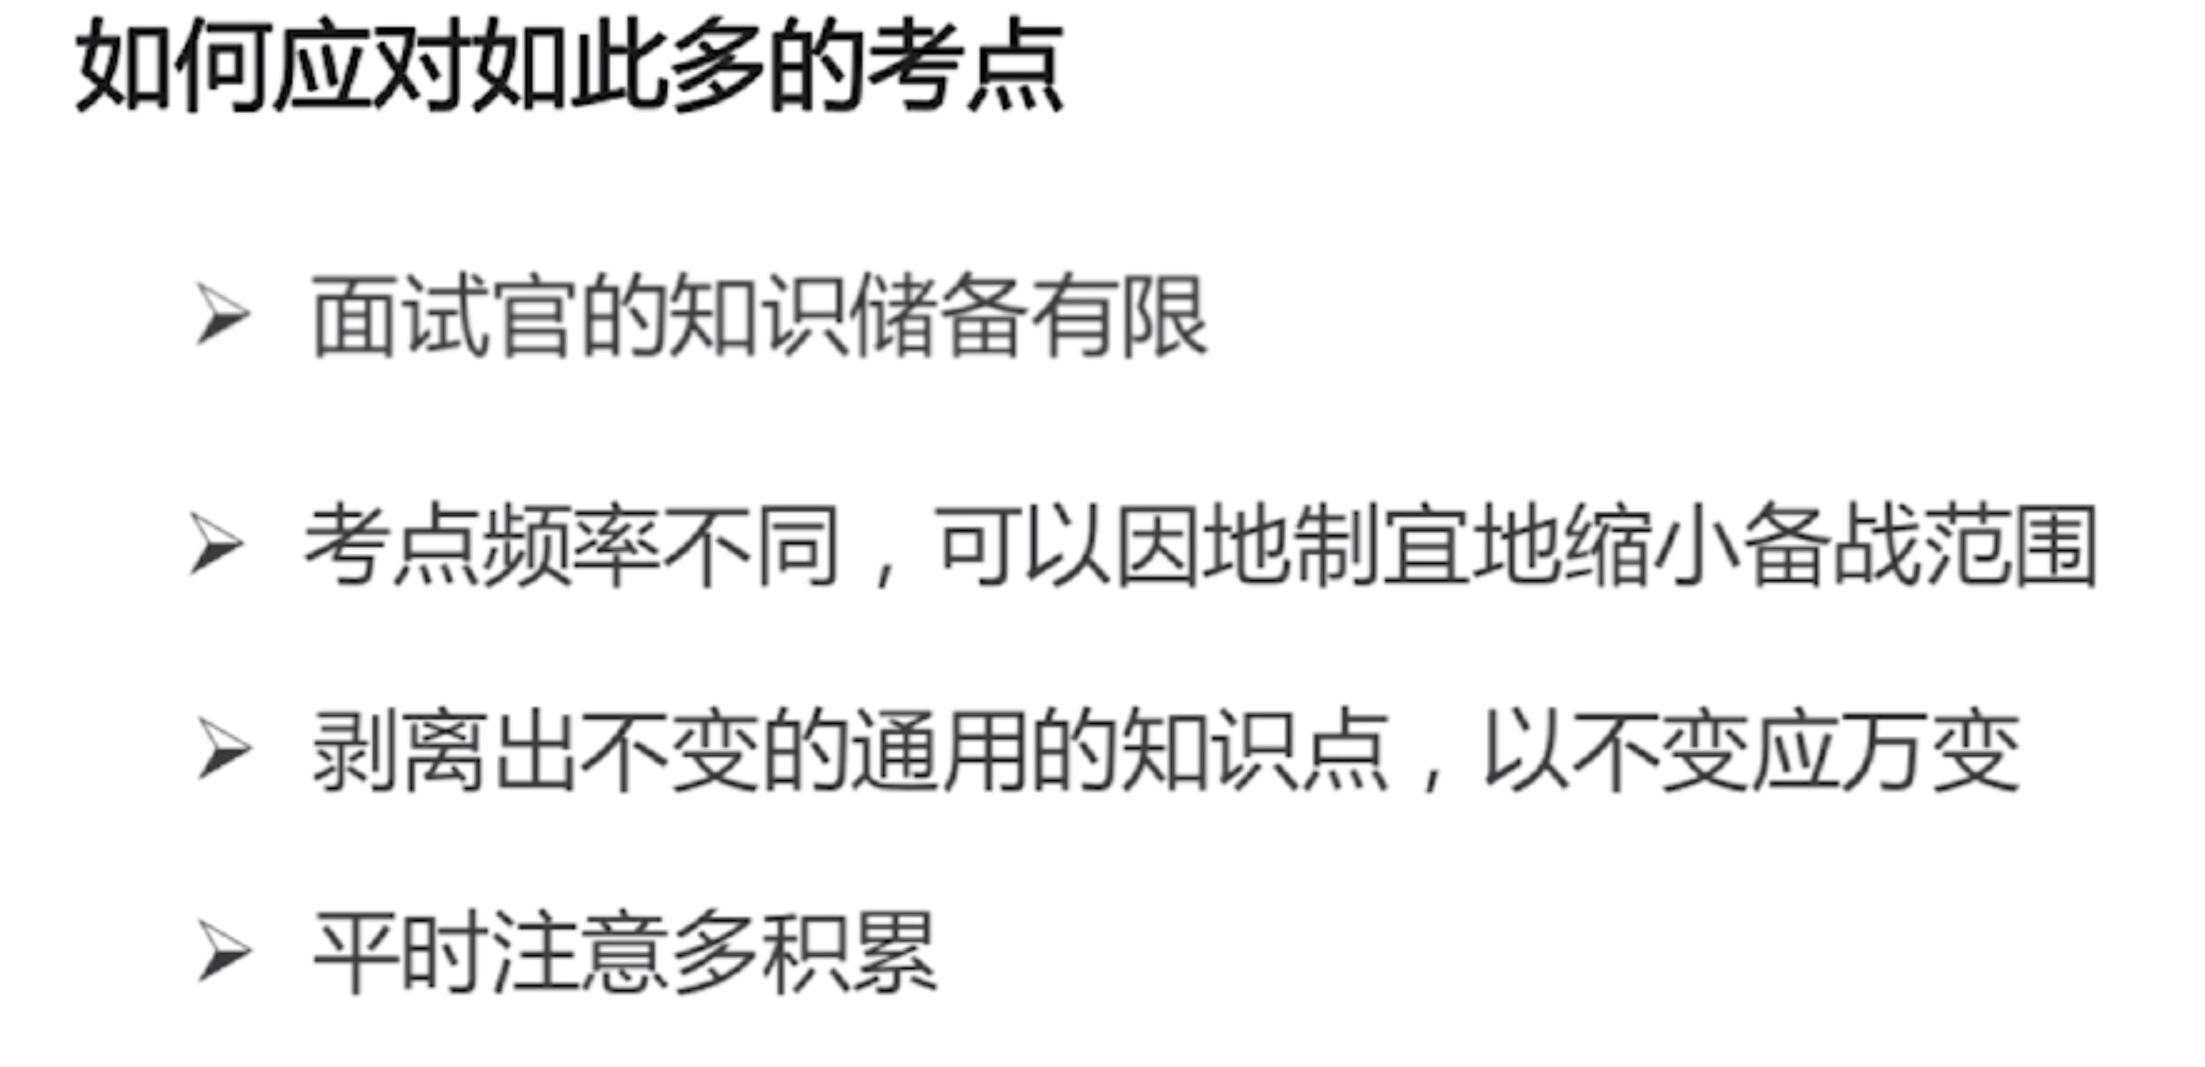 如何应对如此多的考点
➢ 面试官的知识储备有限
➢ 考点频率不同，可以因地制宜地缩小备战范围
➢ 剥离出不变的通用的知识点，以不变应万变
➢ 平时注意多积累